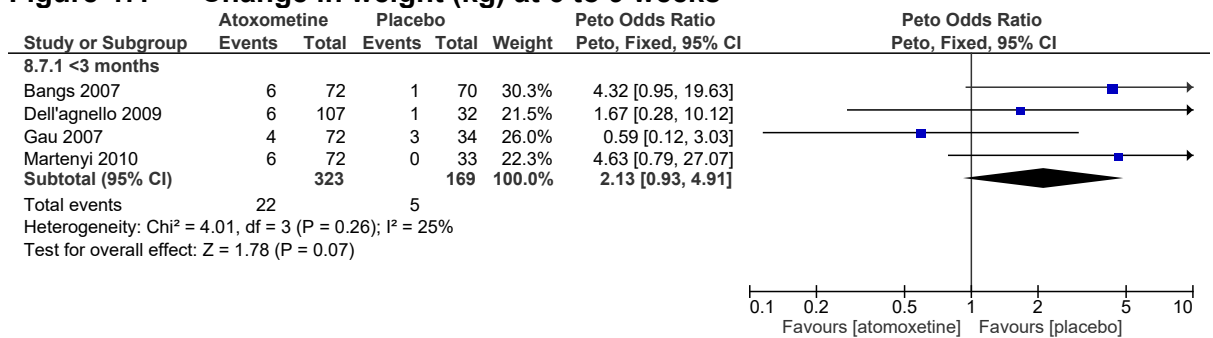 Figure Change in weight (kg) at to weeks
Atoxometine Placebo Peto Odds Ratio Peto Odds Ratio
Study or Subgroup Events Total Events Total Weight Peto, Fixed, 95% CI Peto, Fixed, 95% CI
8.7.1 <3 months
Bangs 2007 6 72 1 70 30.3% 4.32 [0.95, 19.63]
Dell'agnello 2009 6 107 1 32 21.5% 1.67 [0.28, 10.12]
Gau 2007 4 72 3 34 26.0% 0.59 [0.12, 3.03]
Martenyi 2010 6 72 0 33 22.3% 4.63 [0.79, 27.07]
Subtotal (95% CI) 323 169 100.0% 2.13 [0.93, 4.91]
Total events 22 5
Heterogeneity: Chi² = 4.01, df = 3 (P = 0.26); I² = 25%
Test for overall effect: Z = 1.78 (P = 0.07)
0.1 0.2 0.5 1 2 5 10
Favours [atomoxetine] Favours [placebo]